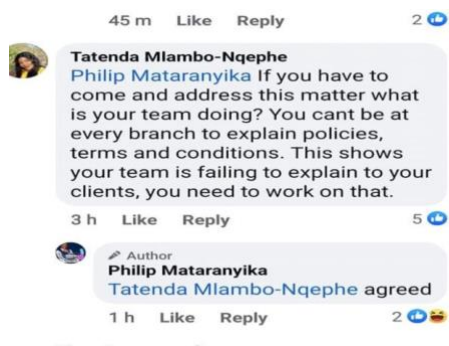 45 m Like Reply 2
Tatenda Mlambo-Nqephe
Philip Mataranyika If you have to
come and address this matter what
is your team doing? You cant be at
every branch to explain policies,
terms and conditions. This shows
your team is failing to explain to your
clients, you need to work on that.
3 h Like Reply 5
Author
Philip Mataranyika
Tatenda Mlambo-Nqephe agreed
1 h Like Reply 2